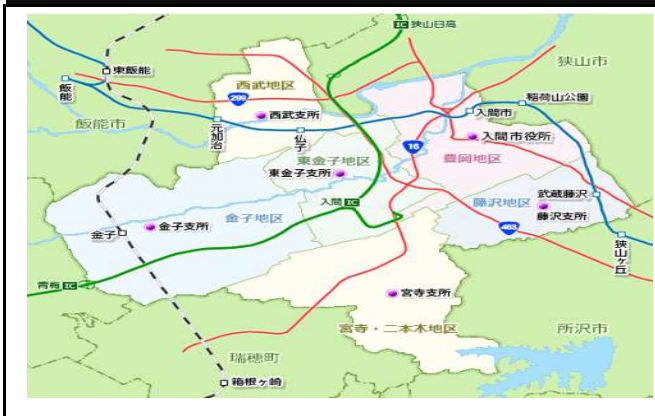 IC 狭山日高
東飯能
狭山市
西武地区
飯能
299
稲荷山公園
西武支所
入間市
飯能市
元加治
仏子
入間市役所
16
東金子地区
豊岡地区
東金子支所
武蔵藤沢
入間 IC
藤沢地区
金子地区
藤沢支所
金子
金子支所
463
狭山ヶ丘
青梅 IC
宮寺支所
宮寺・二本木地区
所沢市
瑞穂町
箱根ヶ崎